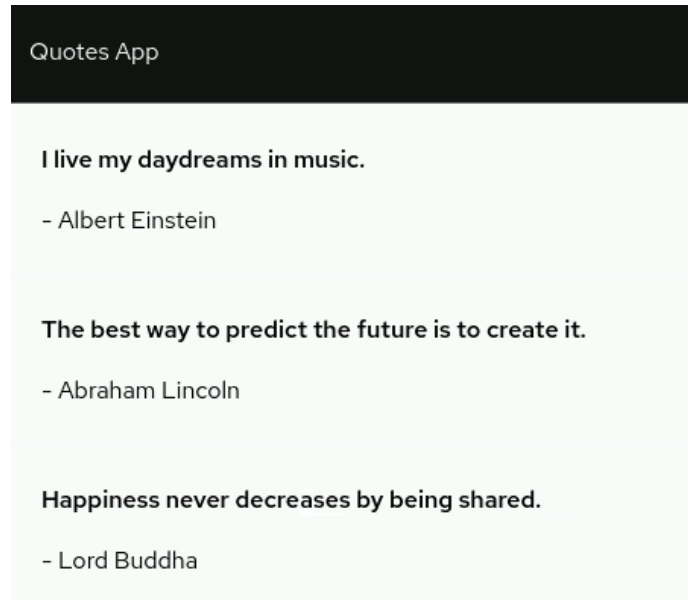 Quotes App
I live my daydreams in music.
- Albert Einstein
The best way to predict the future is to create it.
- Abraham Lincoln
Happiness never decreases by being shared.
- Lord Buddha